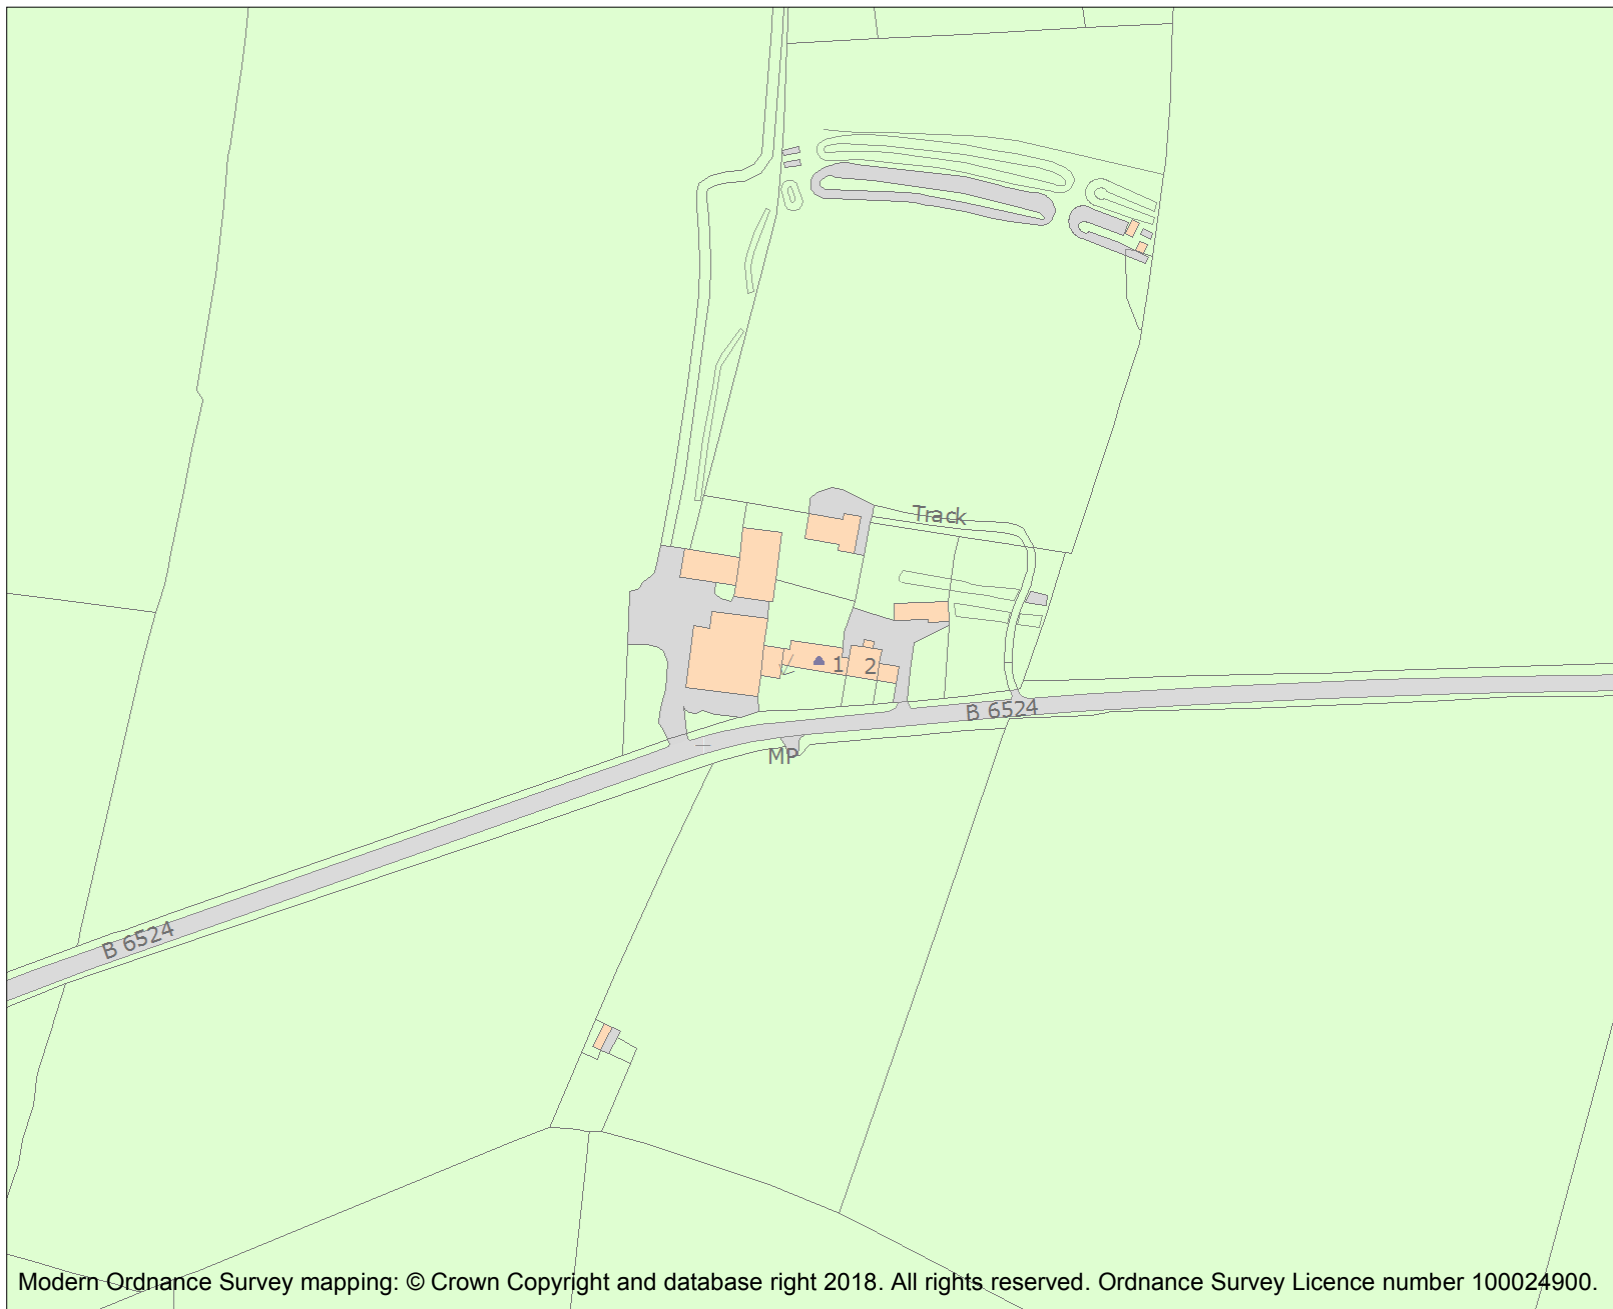 Track
1
2
B 6524
MP
B 6524
Modern Ordnance Survey mapping: © Crown Copyright and database right 2018. All rights reserved. Ordnance Survey Licence number 100024900.